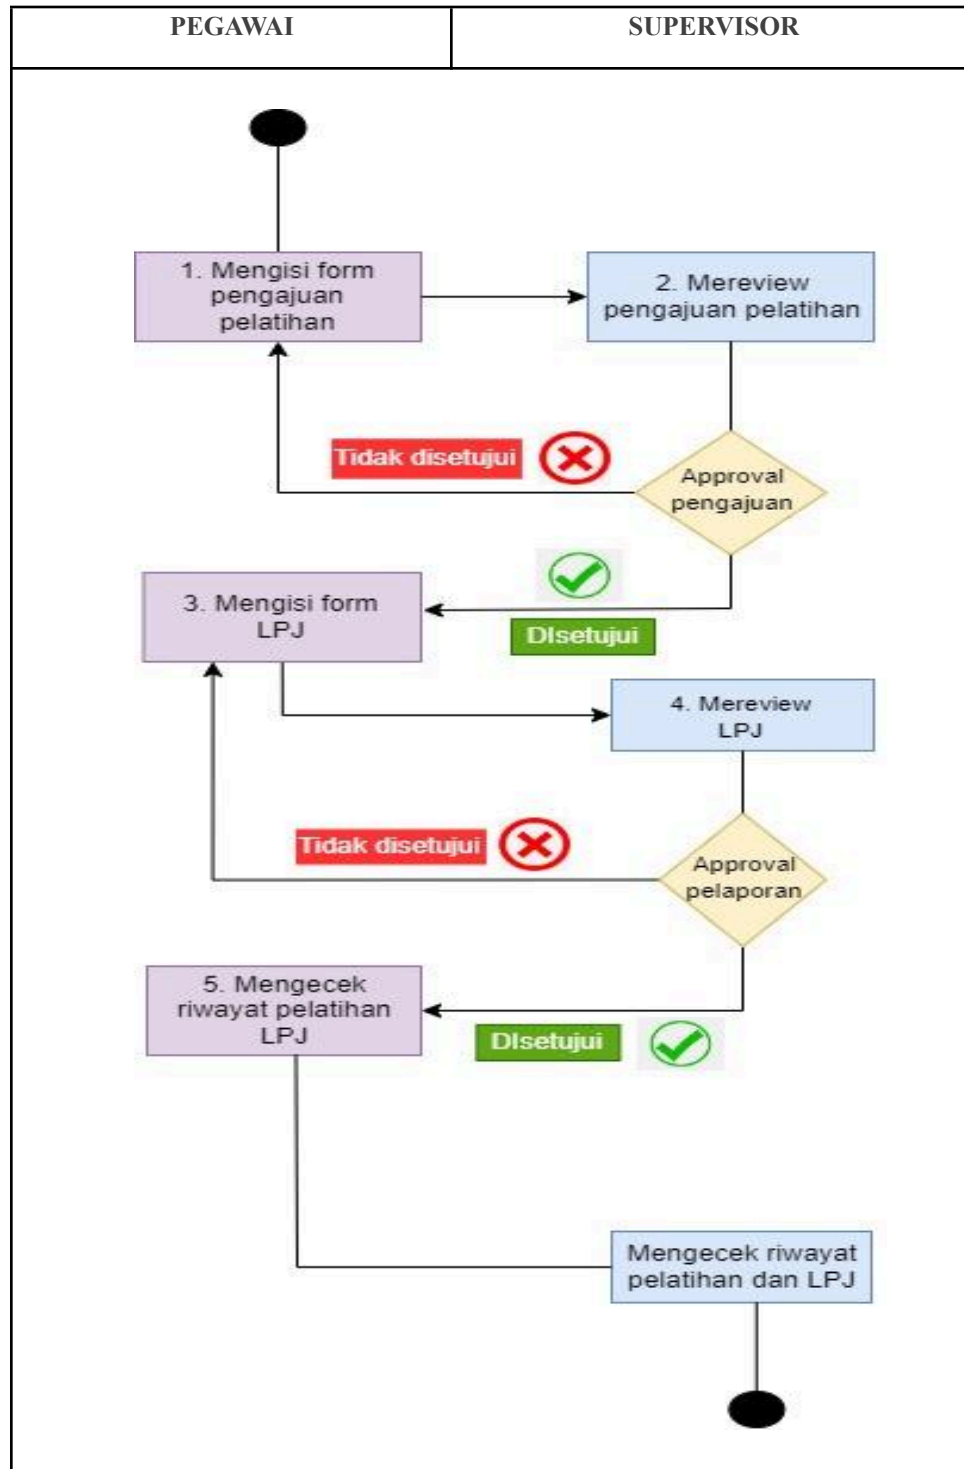 PEGAWAI
SUPERVISOR
1. Mengisi form
pengajuan
pelatihan
2. Mereview
pengajuan pelatihan
Tidak disetujui
Approval
pengajuan
3. Mengisi form
LPJ
DIsetujui
4. Mereview
LPJ
Tidak disetujui
Approval
pelaporan
5. Mengecek
riwayat pelatihan
LPJ
DIsetujui
Mengecek riwayat
pelatihan dan LPJ